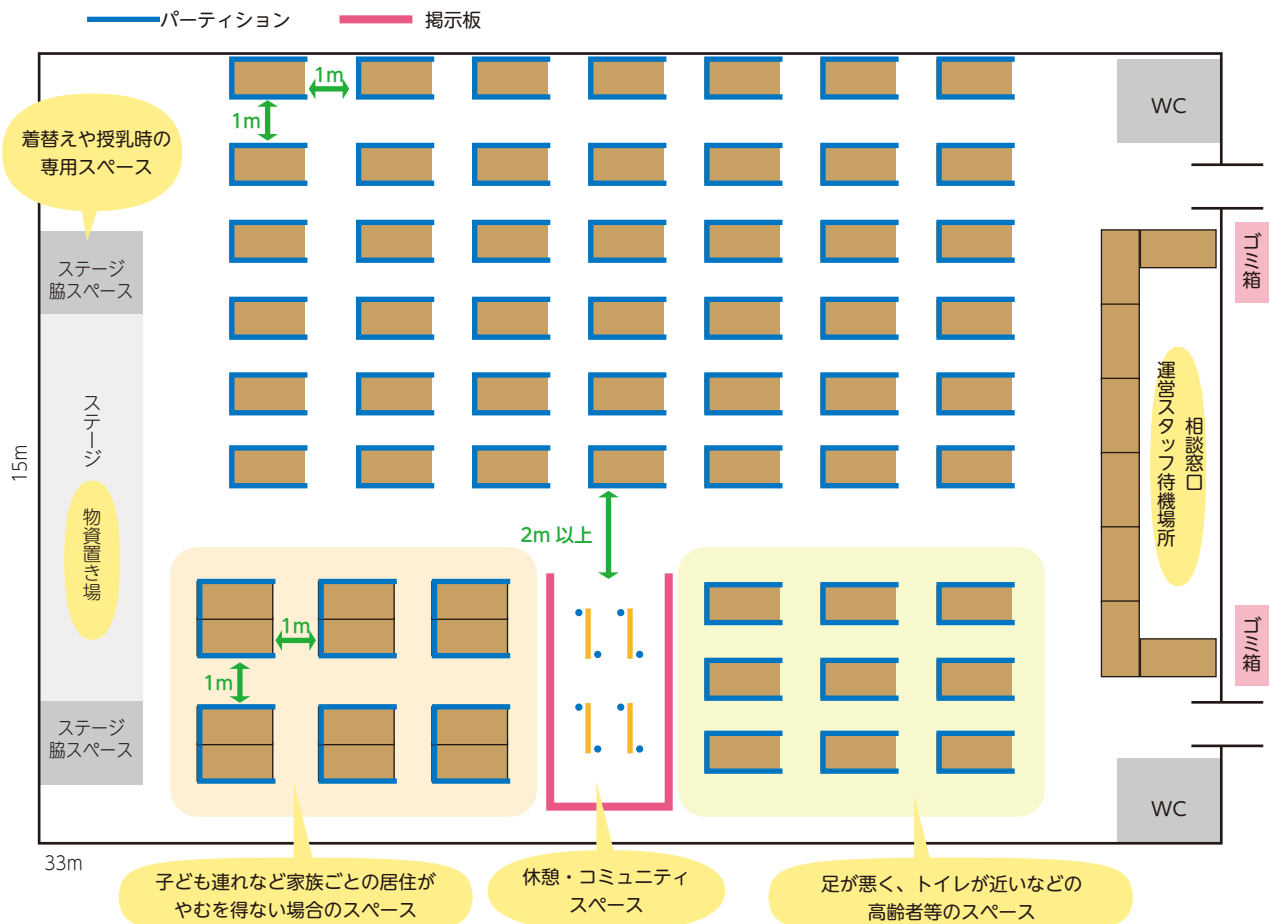 パーティション
掲示板
1m
1m
WC
着替えや授乳時の
専用スペース
ステージ
脇スペース
ゴミ箱
ステージ
物資置き場
相談窓口
運営スタッフ待機場所
15m
2m 以上
1m
1m
ゴミ箱
ステージ
脇スペース
WC
33m
子ども連れなど家族ごとの居住が
やむを得ない場合のスペース
休憩・コミュニティ
スペース
足が悪く、トイレが近いなどの
高齢者等のスペース